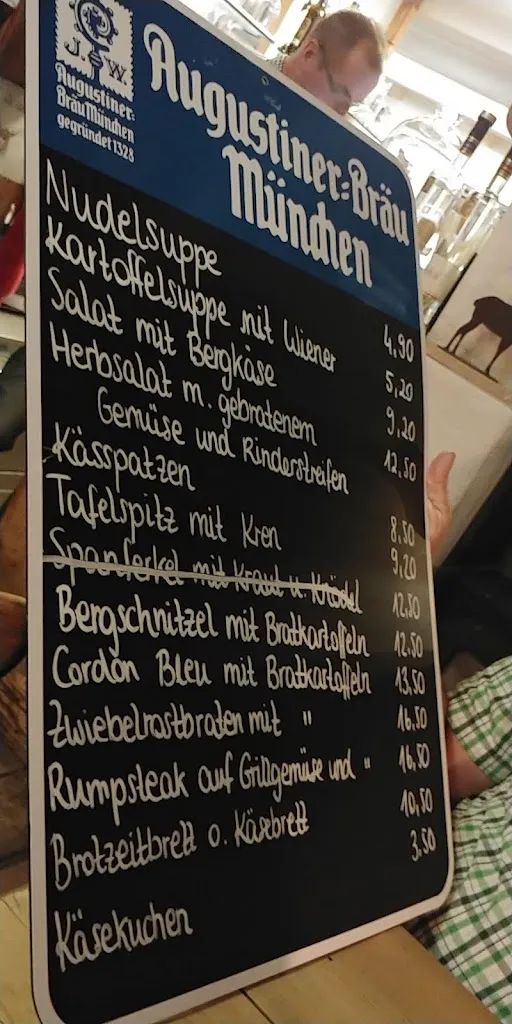 J. W.
Augustiner-
Bräu München
gegründet 1328
Augustiner-Bräu
München
Nudelsuppe 4,90
Kartoffelsuppe mit Wiener 5,20
Salat mit Bergkäse 9,20
Herbsalat m. gebratenem
Gemüse und Rinderstreifen 12,50
Kässpatzen 8,50
Tafelspitz mit Kren 9,20
Spanferkel mit Kraut u. Knödel 12,50
Bergschnitzel mit Bratkartoffeln 12,50
Cordon Bleu mit Bratkartoffeln 13,50
Zwiebelrostbraten mit " 16,50
Rumpsteak auf Grillgemüse und " 16,50
Brotzeitbrett o. Käsebrett 10,50
Käsekuchen 3,50